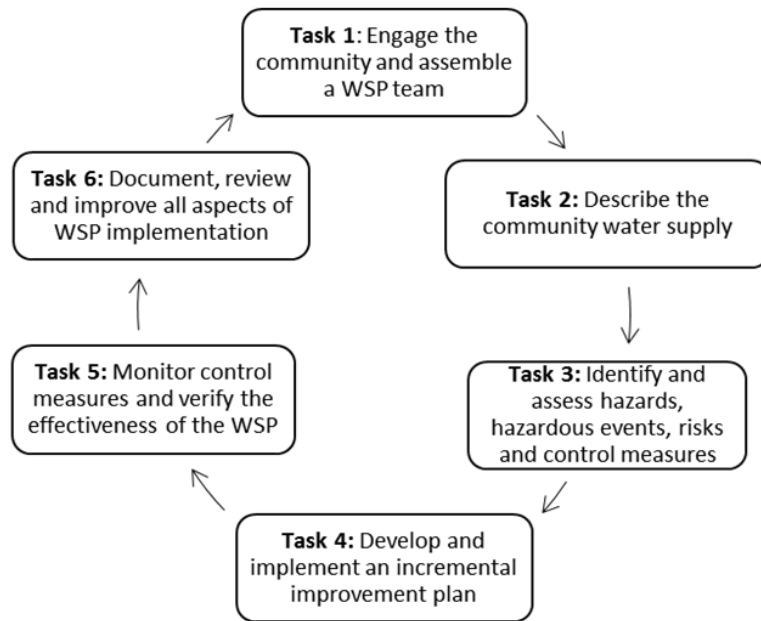 Task 1: Engage the
community and assemble
a WSP team
Task 2: Describe the
community water supply
Task 3: Identify and
assess hazards,
hazardous events, risks
and control measures
Task 4: Develop and
implement an incremental
improvement plan
Task 5: Monitor control
measures and verify the
effectiveness of the WSP
Task 6: Document, review
and improve all aspects of
WSP implementation